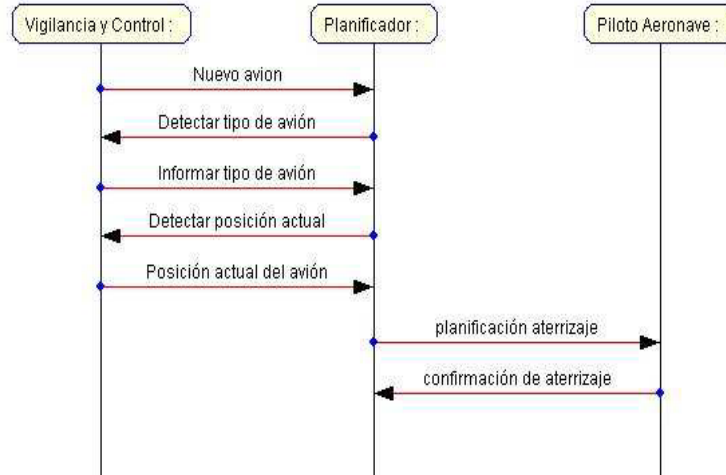 Vigilancia y Control :
Planificador :
Piloto Aeronave :
Nuevo avion
Detectar tipo de avión
Informar tipo de avión
Detectar posición actual
Posición actual del avión
planificación aterrizaje
confirmación de aterrizaje